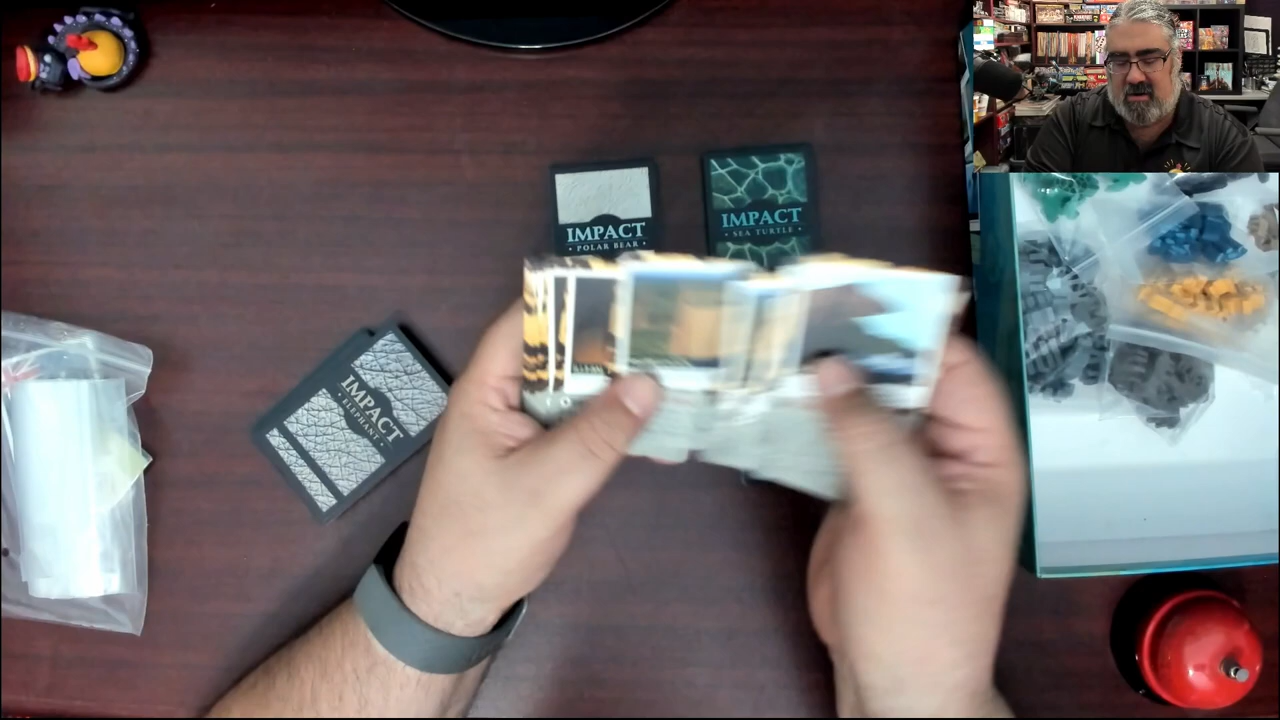 IMPACT
• POLAR BEAR •
IMPACT
• SEA TURTLE •
IMPACT
• ELEPHANT •